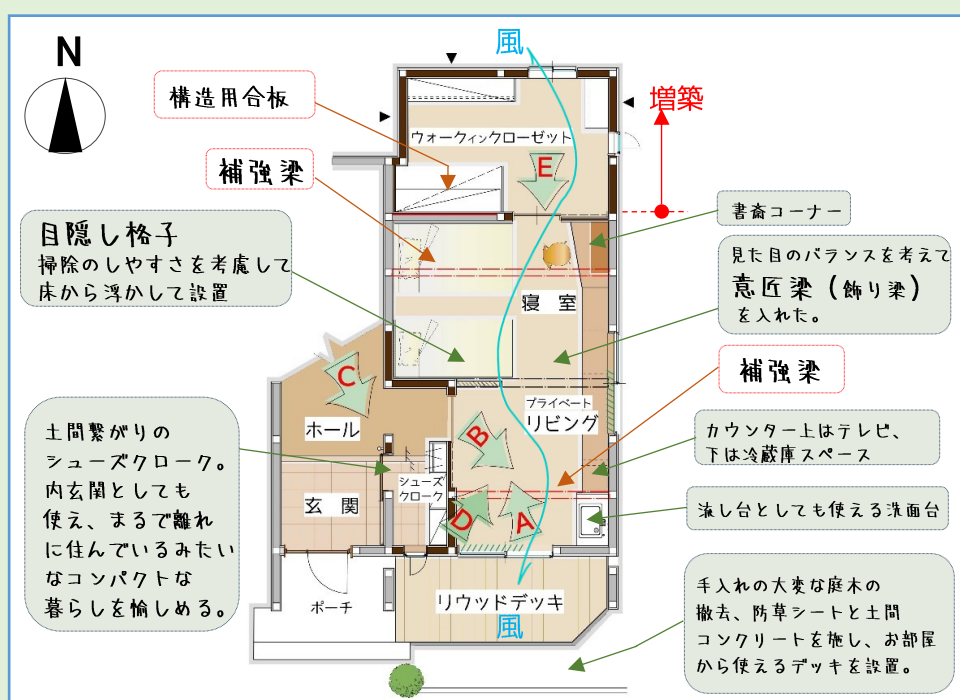 N
風
構造用合板
増築
ウォークィンクローゼット
E
補強梁
書斎コーナー
目隠し格子
掃除のしやすさを考慮して
床から浮かして設置
見た目のバランスを考えて
意匠梁（飾り梁）
を入れた。
寝室
補強梁
C
プライベート
リビング
ホール
B
カウンター上はテレビ、
下は冷蔵庫スペース
土間繋がりの
シューズクローク。
内玄関としても
使え、まるで離れ
に住んでいるみたい
なコンパクトな
暮らしを愉しめる。
シューズ
クローク
玄関
D
A
流し台としても使える洗面台
ポーチ
リウッドデッキ
風
手入れの大変な庭木の
撤去、防草シートと土間
コンクリートを施し、お部屋
から使えるデッキを設置。